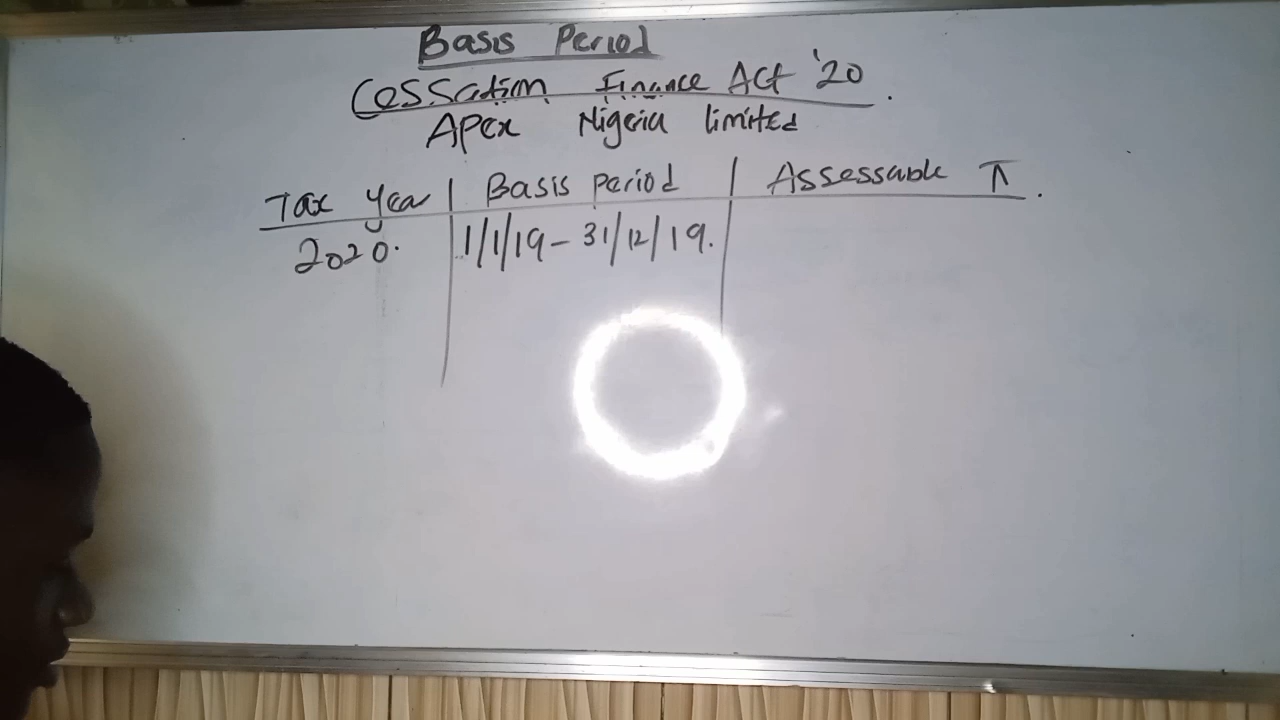 Basis Period
Cessation Finance Act '20.
Apex Nigeria limited
Tax Year | Basis period | Assessable π.
2020. 1/1/19 - 31/12/19.